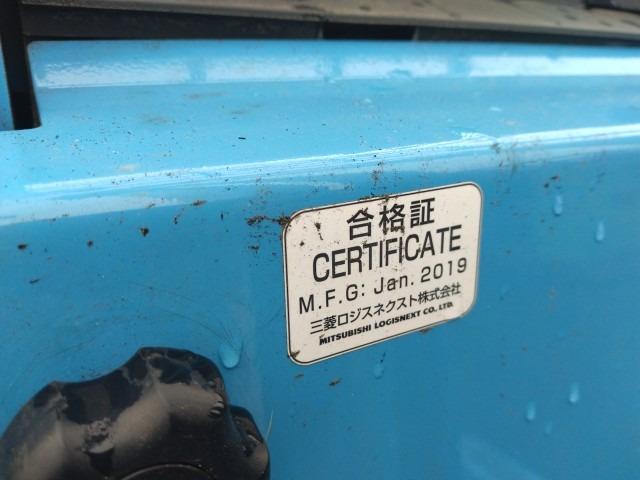 合格証
CERTIFICATE
M.F.G: Jan. 2019
三菱ロジスネクスト株式会社
MITSUBISHI LOGISNEXT CO., LTD.